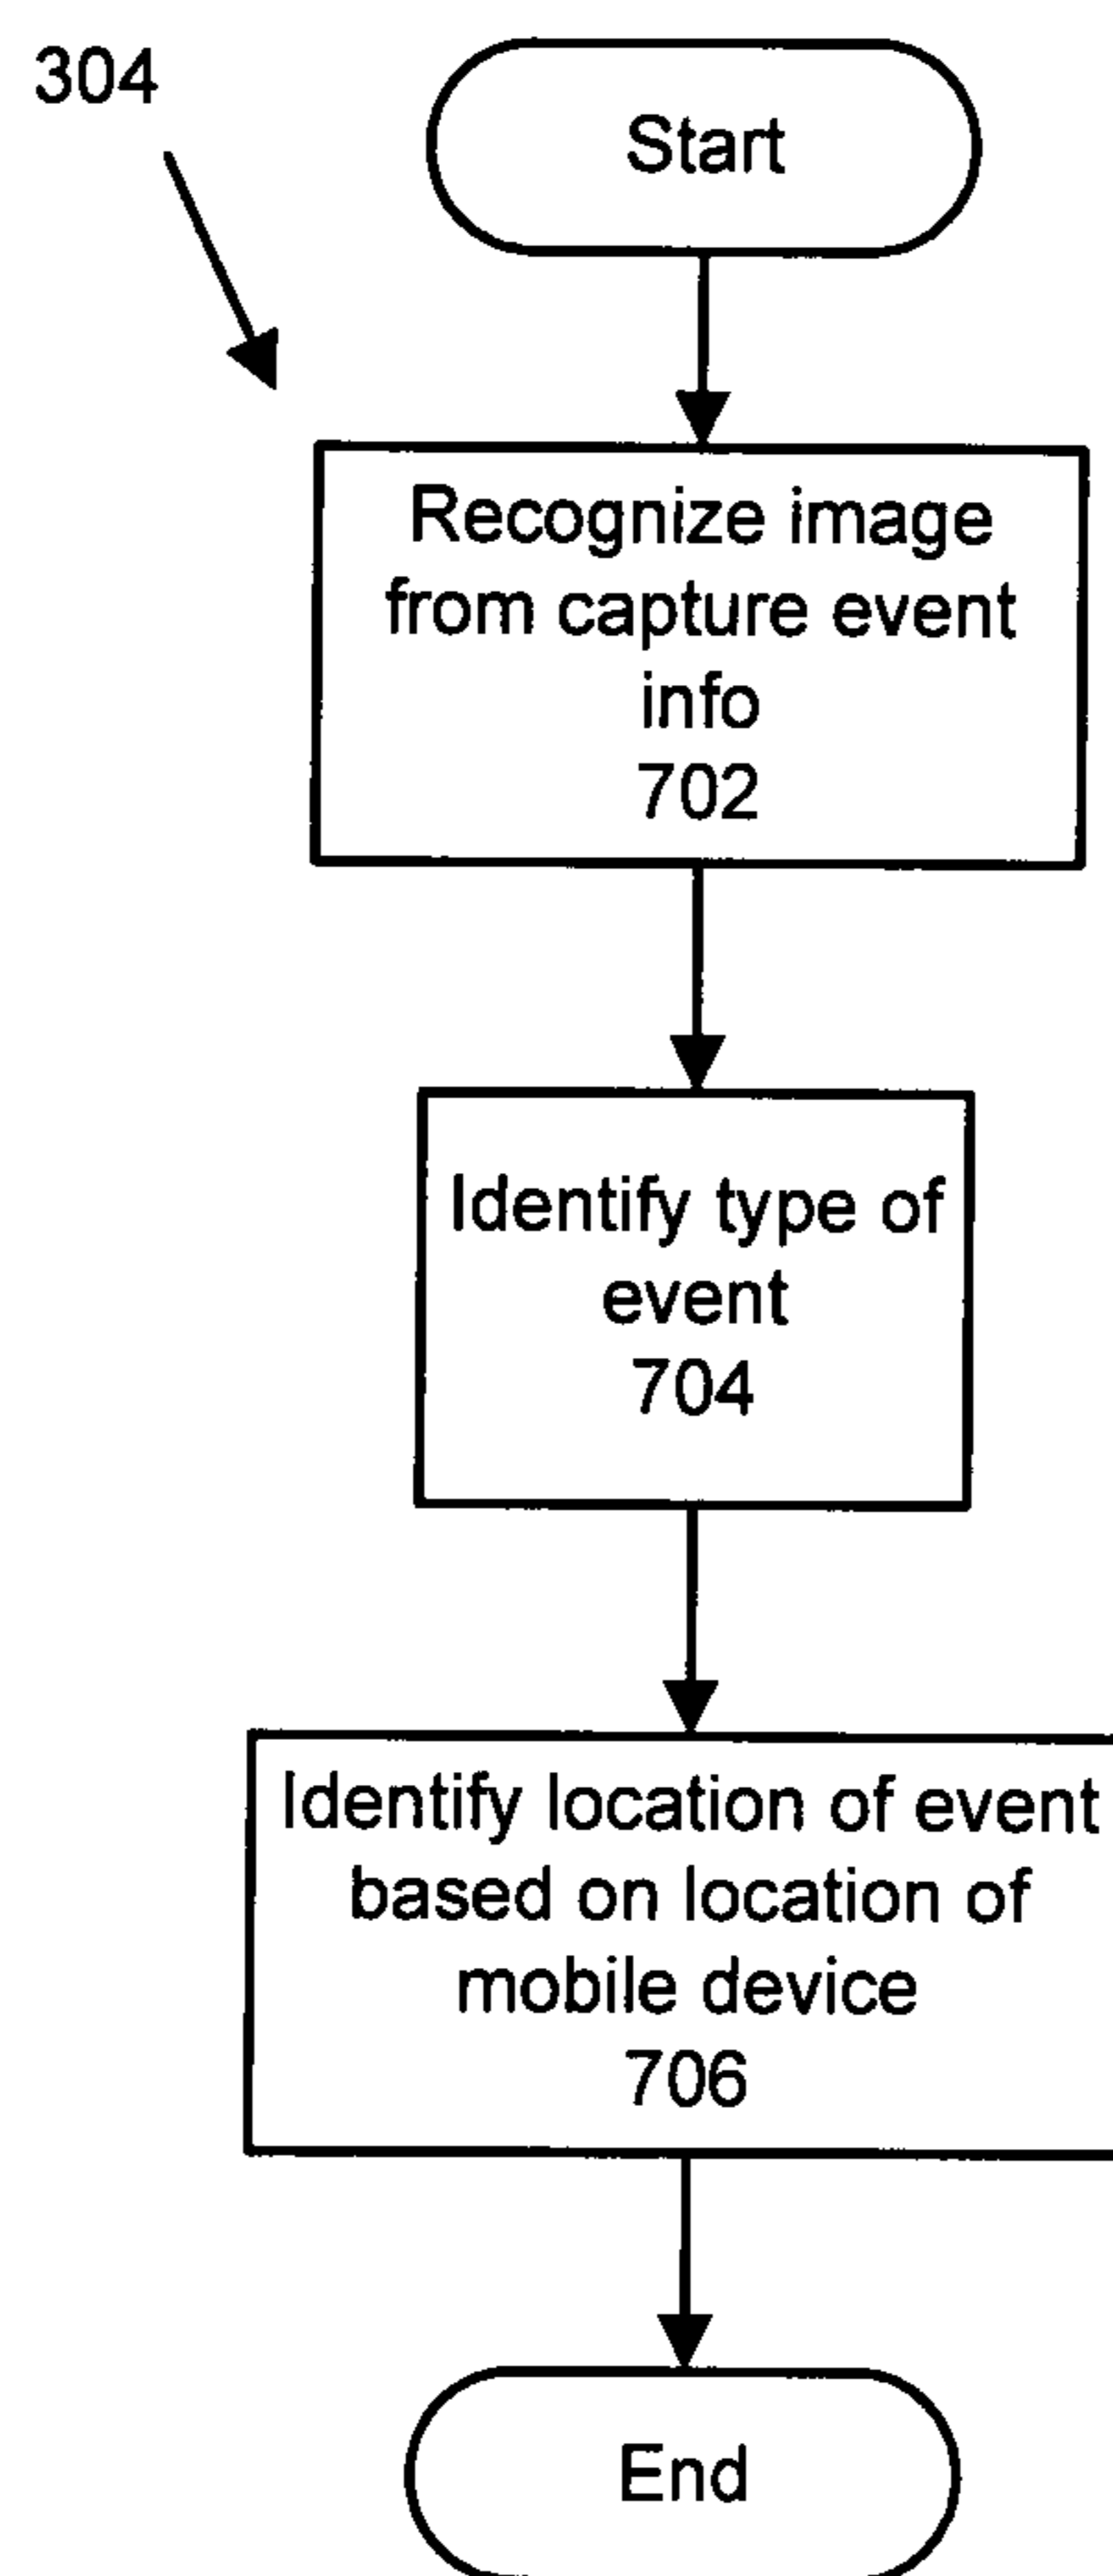 304
Start
Recognize image
from capture event
info
702
Identify type of
event
704
Identify location of event
based on location of
mobile device
706
End